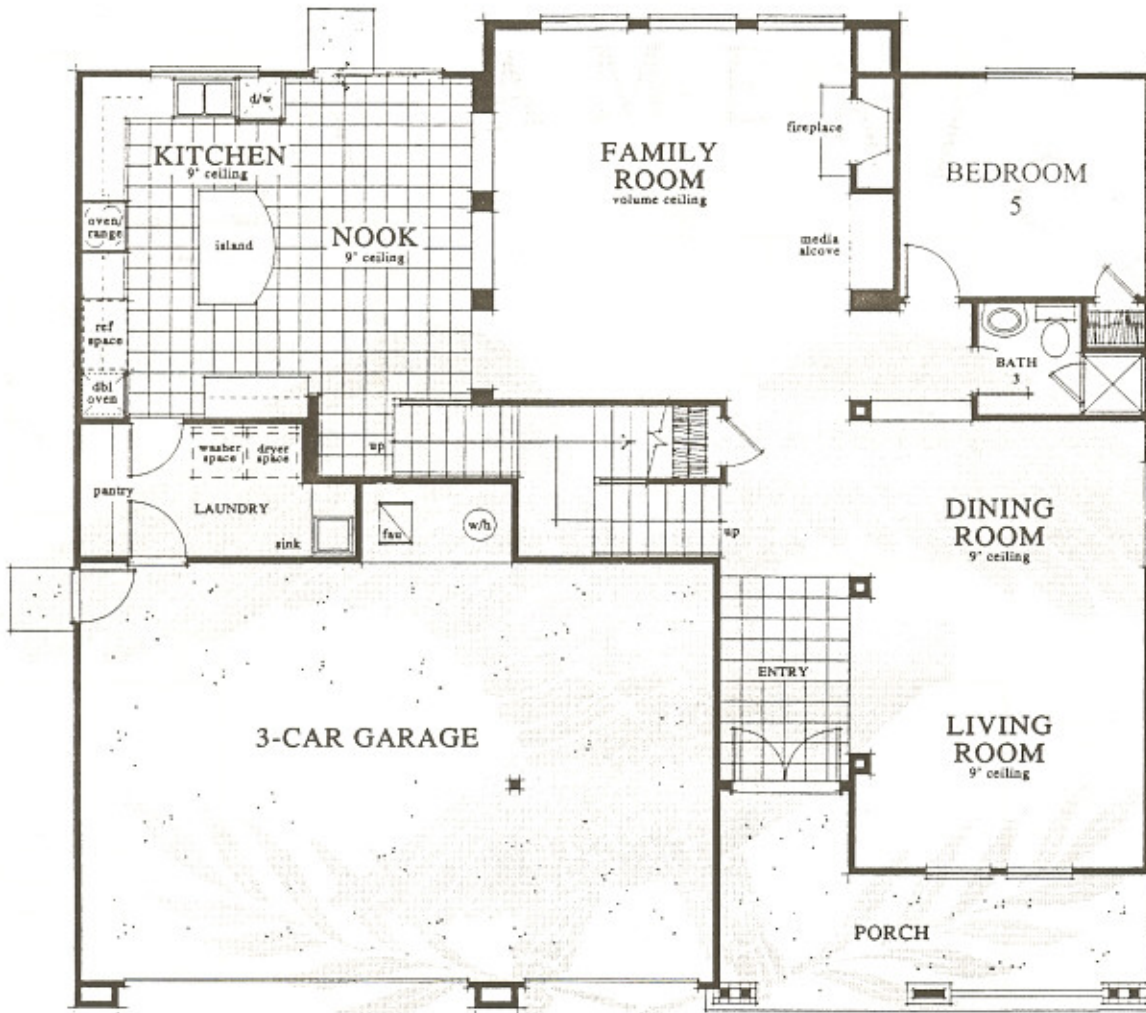 d/w
KITCHEN
9' ceiling
oven/
range
island
NOOK
9' ceiling
ref
space
dbl
oven
FAMILY
ROOM
volume ceiling
fireplace
media
alcove
BEDROOM
5
BATH
3
up
washer
space
dryer
space
pantry
LAUNDRY
sink
fau
w/h
up
DINING
ROOM
9' ceiling
ENTRY
LIVING
ROOM
9' ceiling
3-CAR GARAGE
PORCH